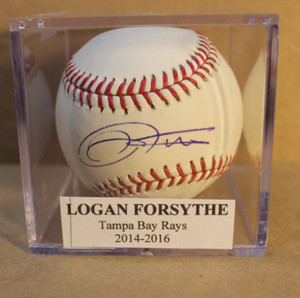 LOGAN FORSYTHE
Tampa Bay Rays
2014-2016